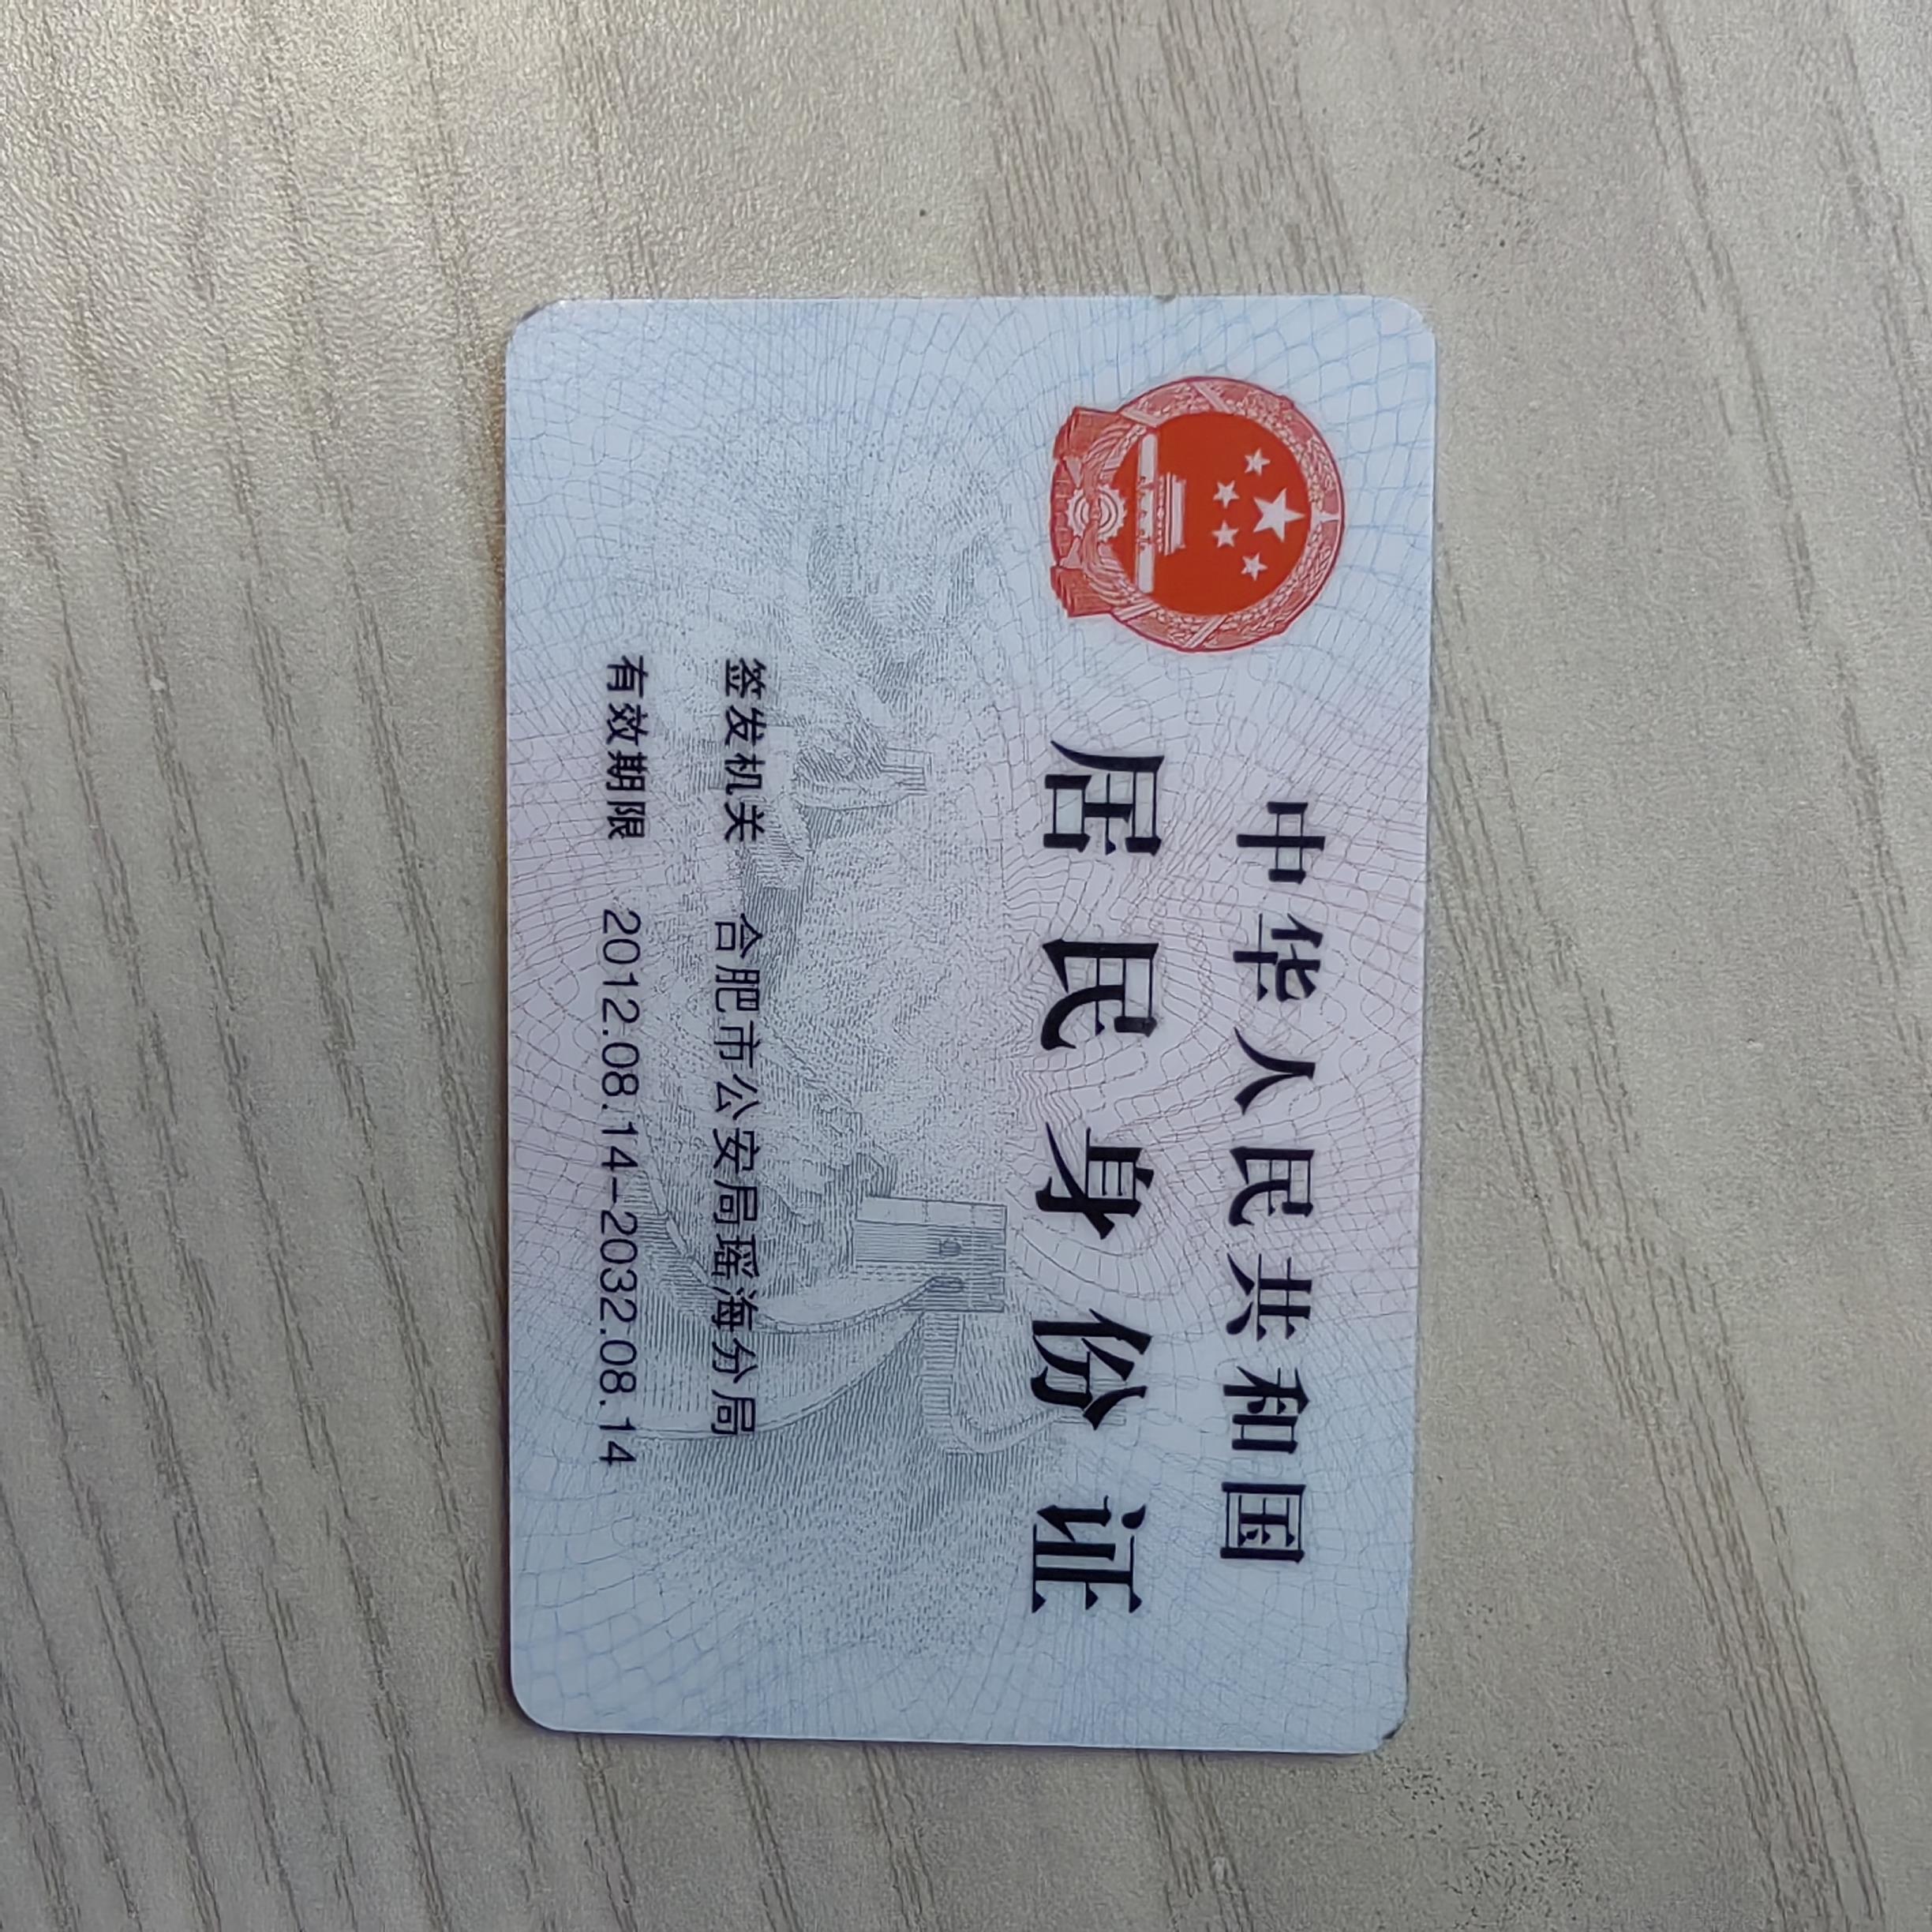 中华人民共和国
居民身份证
签发机关 合肥市公安局瑶海分局
有效期限 2012.08.14-2032.08.14